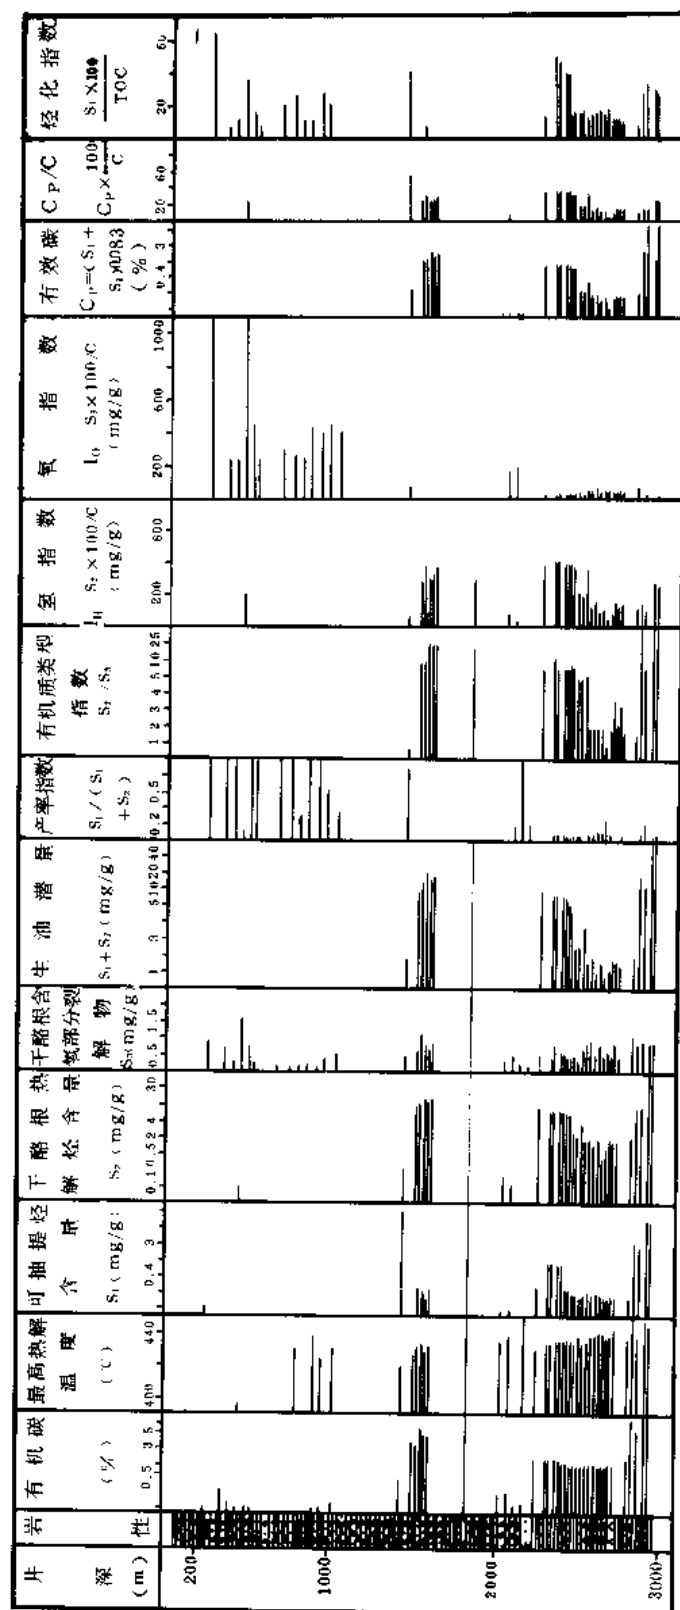 烃化指数
S₁×100
TOC
20
60
C_P/C
C_P×100
C
20
60
有效碳
C_P=(S₁+
S₂)×0.083
(%)
0.4
3
氧指数
I_O S₃×100/C
(mg/g)
200
600
1000
氢指数
I_H S₂×100/C
(mg/g)
200
600
有机质类型
指数
S₂/S₃
1 2 3 4 5 10 25
产率指数
S₁/(S₁
+S₂)
0.2 0.5
生油潜量
S₁+S₂(mg/g)
1 3 5 10 20 40
干酪根含
氧部分裂
解物
S₃(mg/g)
0.5 1.5
干酪根热
解烃含量
S₂(mg/g)
0.1 0.5 2 4 30
可抽提烃
含量
S₁(mg/g)
0.4 3
最高热解
温度
(℃)
400 440
有机碳
(%)
0.5 3.5
岩性
井深
(m)
200
1000
2000
3000